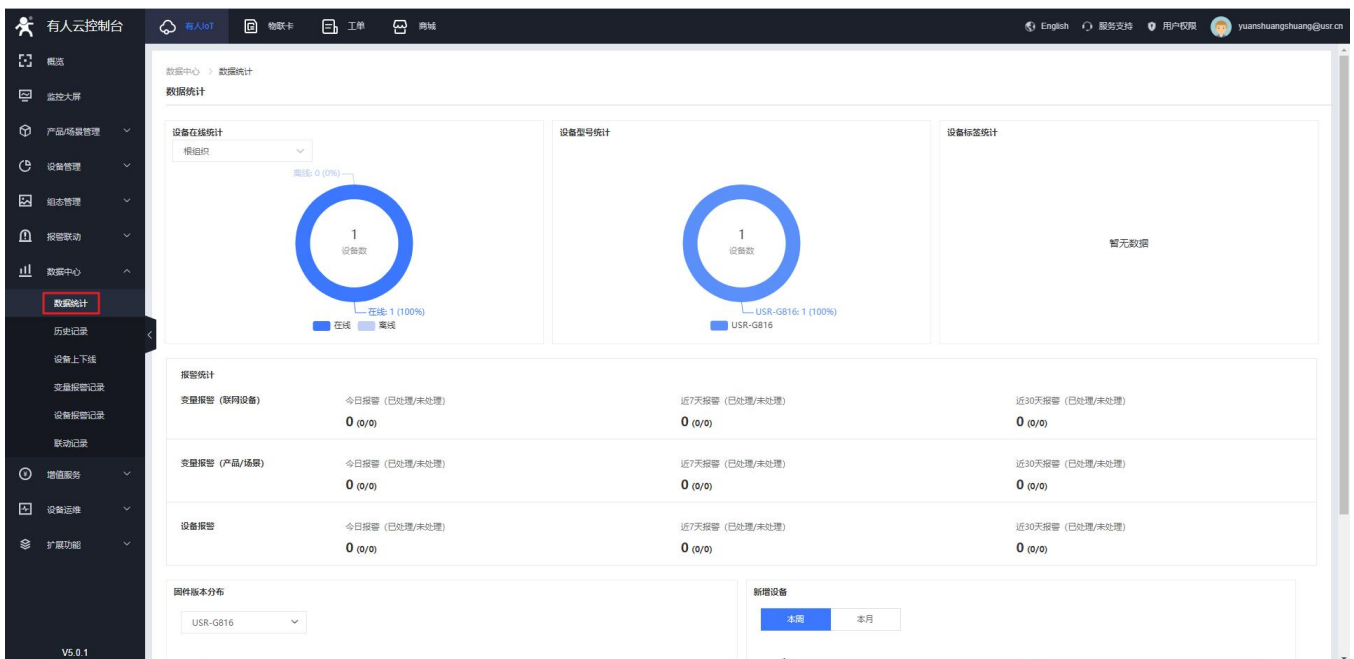 有人云控制台
有人IoT 物联卡 工单 商城
English 服务支持 用户权限 yuanshuangshuang@usr.cn
概览
监控大屏
产品/场景管理
设备管理
组态管理
报警联动
数据中心
数据统计
历史记录
设备上下线
变量报警记录
设备报警记录
联动记录
增值服务
设备运维
扩展功能
V5.0.1
数据中心 > 数据统计
数据统计
设备在线统计
根组织
离线: 0 (0%)
1
设备数
在线: 1 (100%)
在线 离线
设备型号统计
1
设备数
USR-G816: 1 (100%)
USR-G816
设备标签统计
暂无数据
报警统计
变量报警 (联网设备) 今日报警 (已处理/未处理) 近7天报警 (已处理/未处理) 近30天报警 (已处理/未处理)
0 (0/0) 0 (0/0) 0 (0/0)
变量报警 (产品/场景) 今日报警 (已处理/未处理) 近7天报警 (已处理/未处理) 近30天报警 (已处理/未处理)
0 (0/0) 0 (0/0) 0 (0/0)
设备报警 今日报警 (已处理/未处理) 近7天报警 (已处理/未处理) 近30天报警 (已处理/未处理)
0 (0/0) 0 (0/0) 0 (0/0)
固件版本分布
USR-G816
新增设备
本周 本月